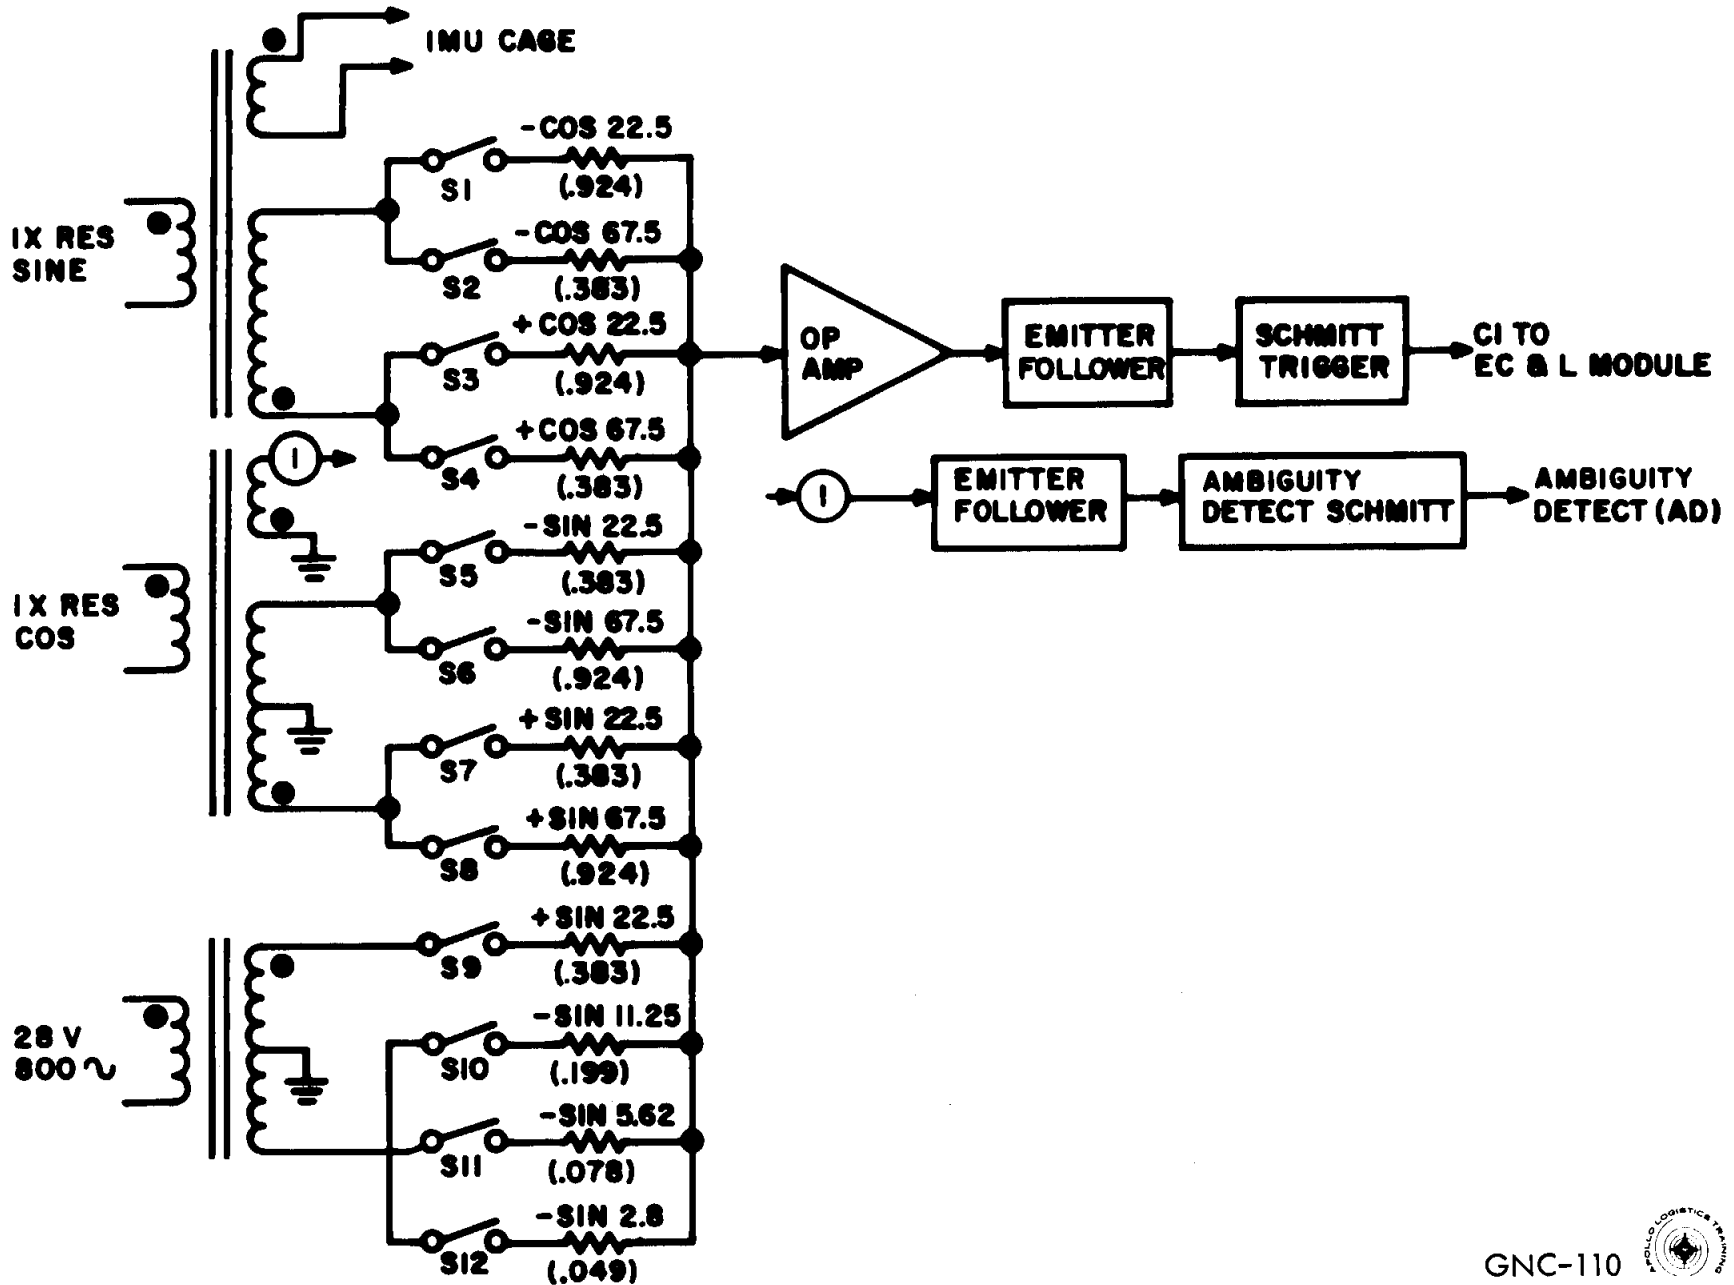 IMU CAGE
-COS 22.5
S1
(.924)
-COS 67.5
S2
(.383)
+COS 22.5
S3
(.924)
+COS 67.5
S4
(.383)
1X RES
SINE
1
-SIN 22.5
S5
(.383)
-SIN 67.5
S6
(.924)
+SIN 22.5
S7
(.383)
+SIN 67.5
S8
(.924)
1X RES
COS
+SIN 22.5
S9
(.383)
-SIN 11.25
S10
(.199)
-SIN 5.62
S11
(.078)
-SIN 2.8
S12
(.049)
28 V
800 ~
OP
AMP
EMITTER
FOLLOWER
SCHMITT
TRIGGER
C1 TO
EC & L MODULE
1
EMITTER
FOLLOWER
AMBIGUITY
DETECT SCHMITT
AMBIGUITY
DETECT (AD)
GNC-110
APOLLO LOGISTICS TRAINING